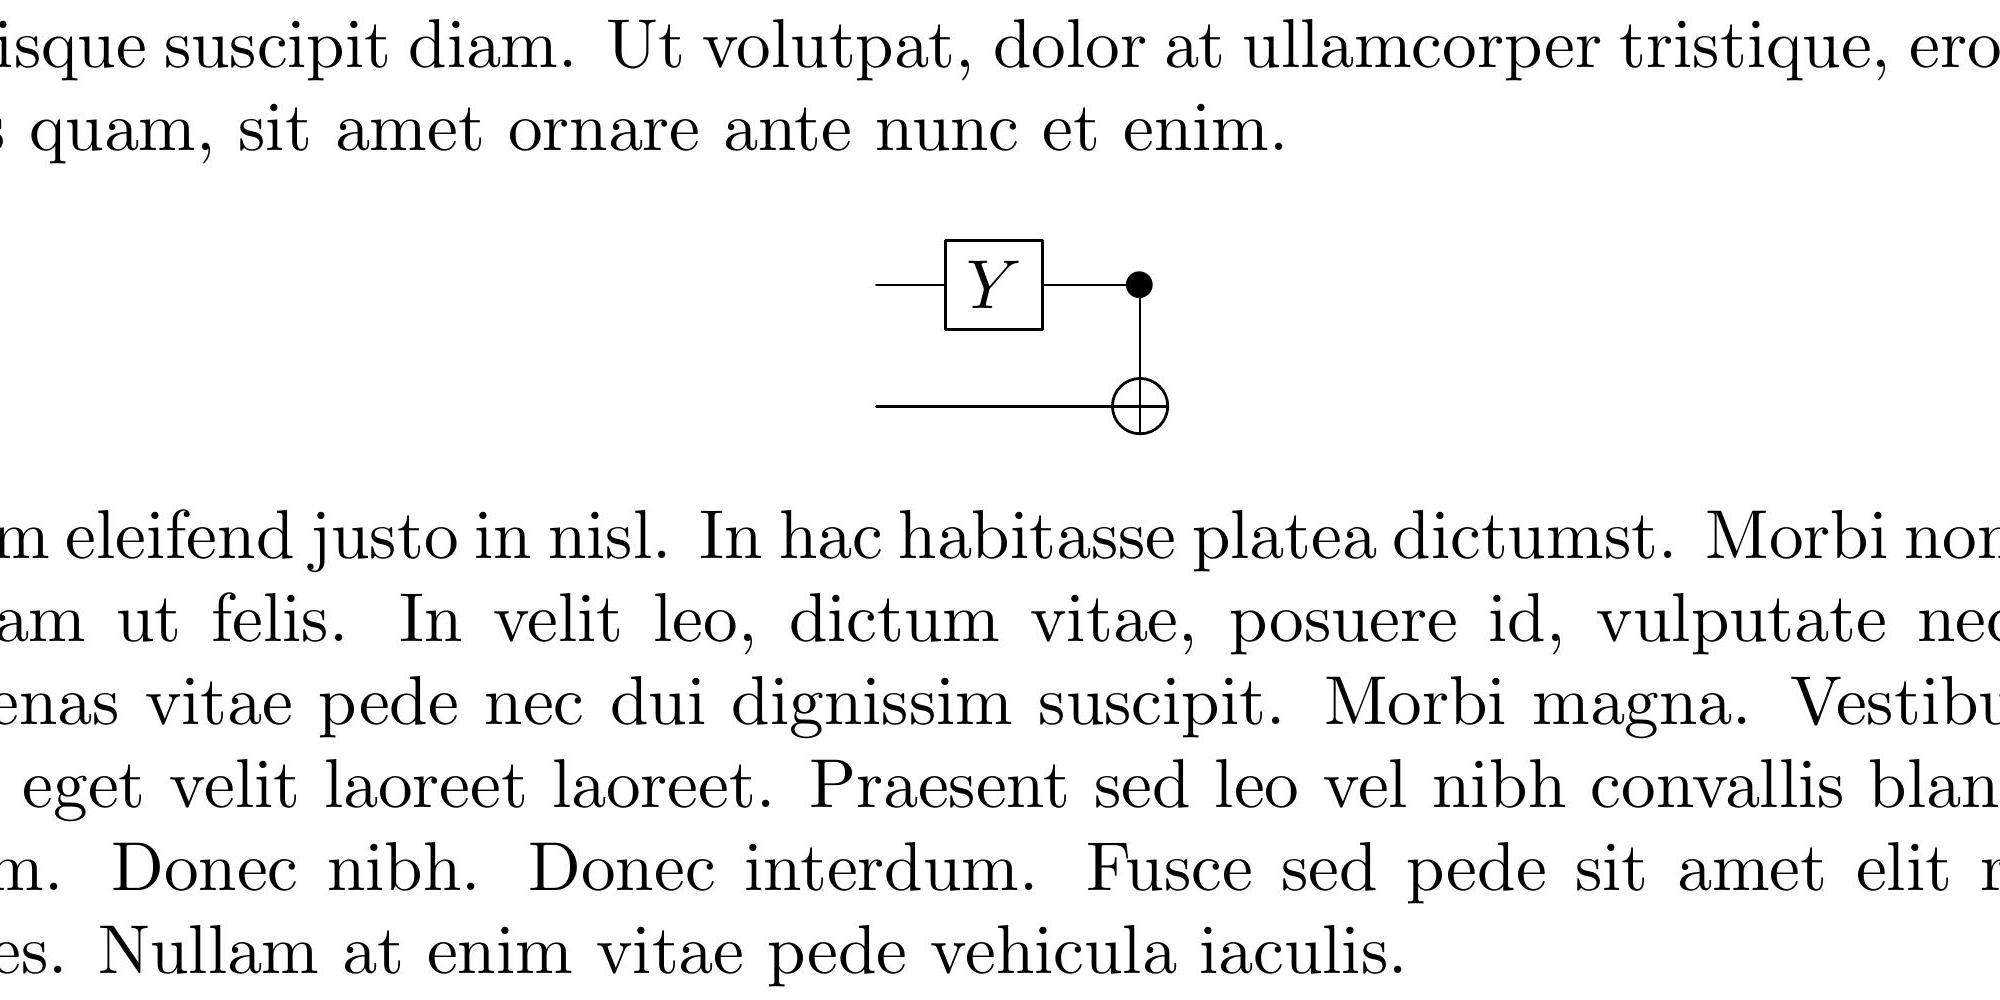 isque suscipit diam. Ut volutpat, dolor at ullamcorper tristique, ero
s quam, sit amet ornare ante nunc et enim.
Y
m eleifend justo in nisl. In hac habitasse platea dictumst. Morbi non
am ut felis. In velit leo, dictum vitae, posuere id, vulputate nec
enas vitae pede nec dui dignissim suscipit. Morbi magna. Vestibu
eget velit laoreet laoreet. Praesent sed leo vel nibh convallis blan
m. Donec nibh. Donec interdum. Fusce sed pede sit amet elit r
es. Nullam at enim vitae pede vehicula iaculis.